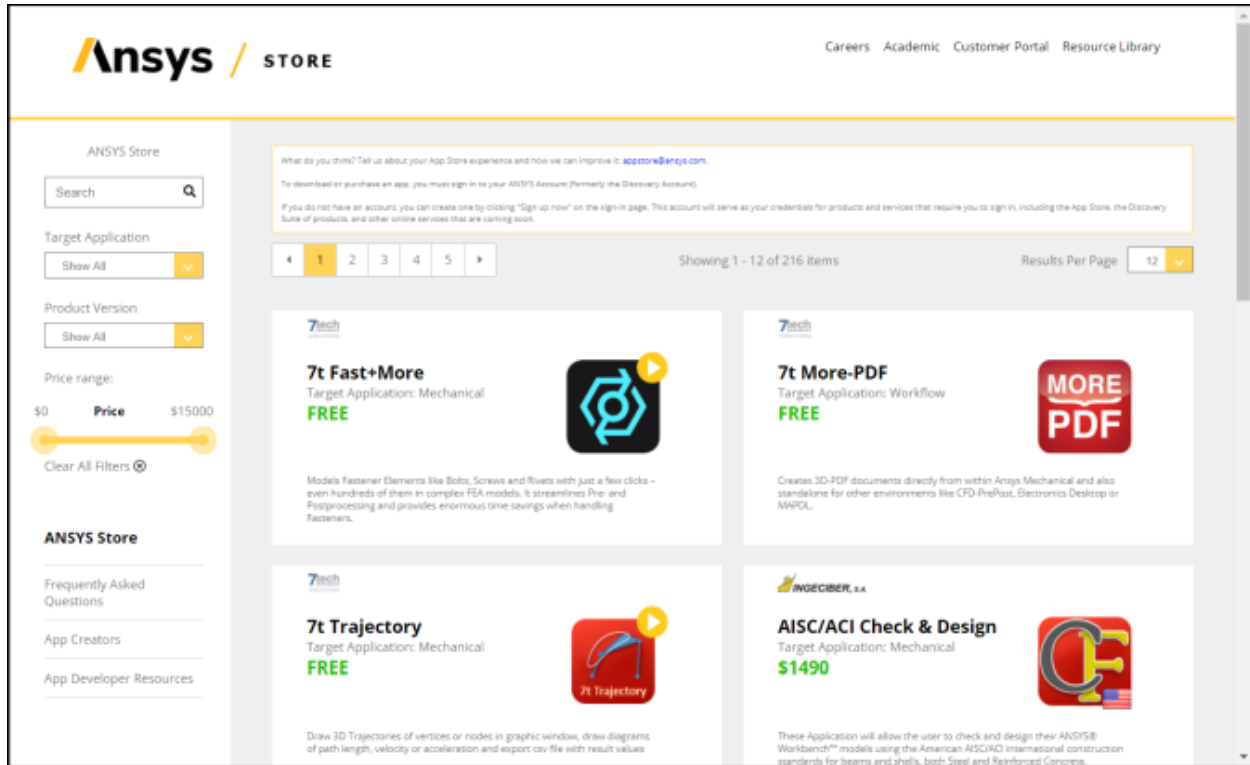 Ansys / STORE
Careers Academic Customer Portal Resource Library
ANSYS Store
Search
Target Application
Show All
Product Version
Show All
Price range:
$0 Price $15000
Clear All Filters
ANSYS Store
Frequently Asked
Questions
App Creators
App Developer Resources
What do you think? Tell us about your App Store experience and how we can improve it: appstore@ansys.com.
To download or purchase an app, you must sign in to your ANSYS Account (formerly the Discovery Account).
If you do not have an account, you can create one by clicking "Sign up now" on the sign-in page. This account will serve as your credentials for products and services that require you to sign in, including the App Store, the Discovery
Suite of products, and other online services that are coming soon.
1 2 3 4 5
Showing 1 - 12 of 216 items
Results Per Page 12
7tech
7t Fast+More
Target Application: Mechanical
FREE
Models Fastener Elements like Bolts, Screws and Rivets with just a few clicks –
even hundreds of them in complex FEA models. It streamlines Pre- and
Postprocessing and provides enormous time savings when handling
Fasteners.
7tech
7t More-PDF
Target Application: Workflow
FREE
MORE
PDF
Creates 3D-PDF documents directly from within Ansys Mechanical and also
standalone for other environments like CFD-PrePost, Electronics Desktop or
MAPDL.
7tech
7t Trajectory
Target Application: Mechanical
FREE
7t Trajectory
Draw 3D Trajectories of vertices or nodes in graphic window, draw diagrams
of path length, velocity or acceleration and export csv file with result values
INGECIBER, S.A.
AISC/ACI Check & Design
Target Application: Mechanical
$1490
CF
These Application will allow the user to check and design their ANSYS®
Workbench™ models using the American AISC/ACI international construction
standards for beams and shells, both Steel and Reinforced Concrete.